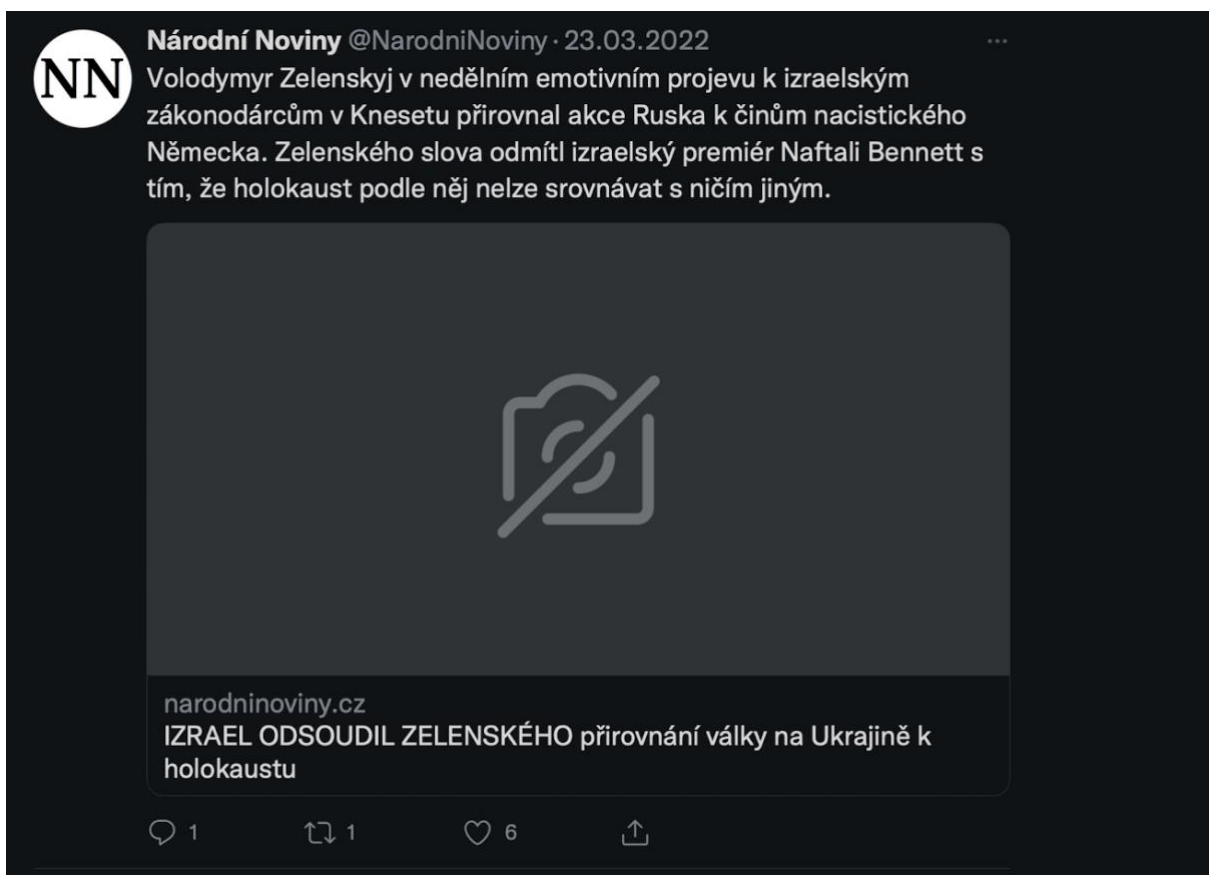 Národní Noviny @NarodniNoviny · 23.03.2022
NN
Volodymyr Zelenskyj v nedělním emotivním projevu k izraelským
zákonodárcům v Knesetu přirovnal akce Ruska k činům nacistického
Německa. Zelenského slova odmítl izraelský premiér Naftali Bennett s
tím, že holokaust podle něj nelze srovnávat s ničím jiným.
narodninoviny.cz
IZRAEL ODSOUDIL ZELENSKÉHO přirovnání války na Ukrajině k
holokaustu
1 1 6